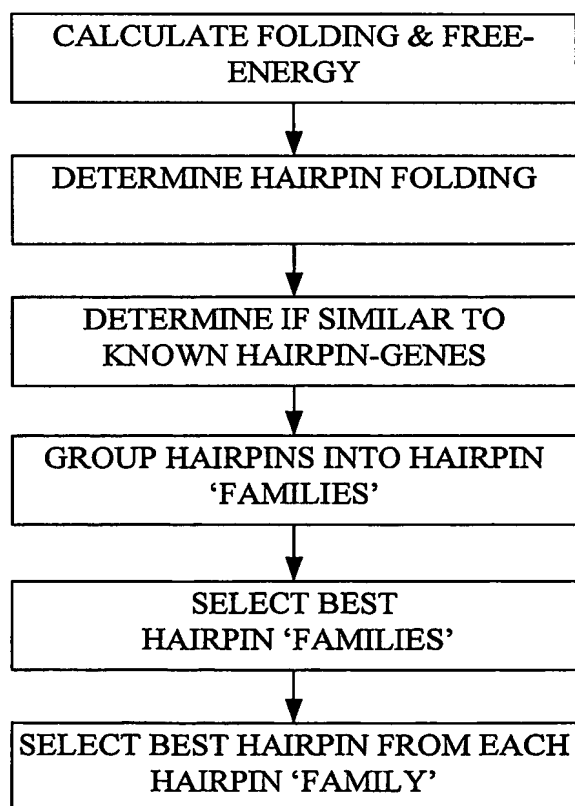 CALCULATE FOLDING & FREE-
ENERGY
DETERMINE HAIRPIN FOLDING
DETERMINE IF SIMILAR TO
KNOWN HAIRPIN-GENES
GROUP HAIRPINS INTO HAIRPIN
‘FAMILIES’
SELECT BEST
HAIRPIN ‘FAMILIES’
SELECT BEST HAIRPIN FROM EACH
HAIRPIN ‘FAMILY’